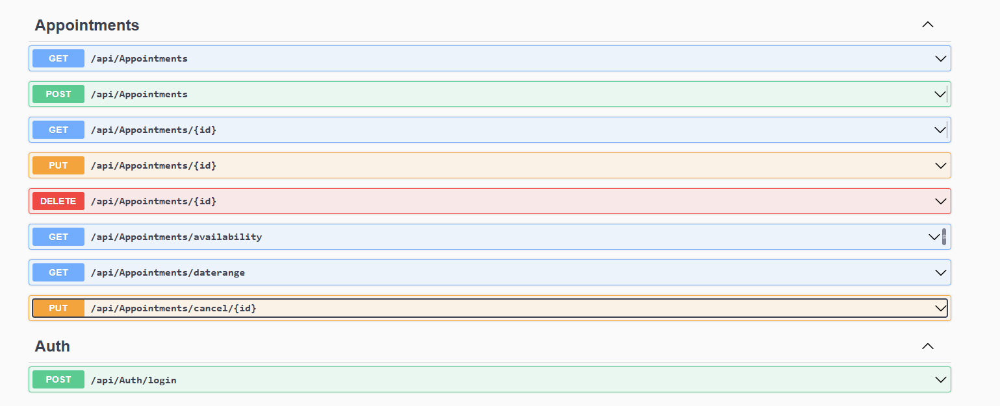 Appointments
GET /api/Appointments
POST /api/Appointments
GET /api/Appointments/{id}
PUT /api/Appointments/{id}
DELETE /api/Appointments/{id}
GET /api/Appointments/availability
GET /api/Appointments/daterange
PUT /api/Appointments/cancel/{id}
Auth
POST /api/Auth/login